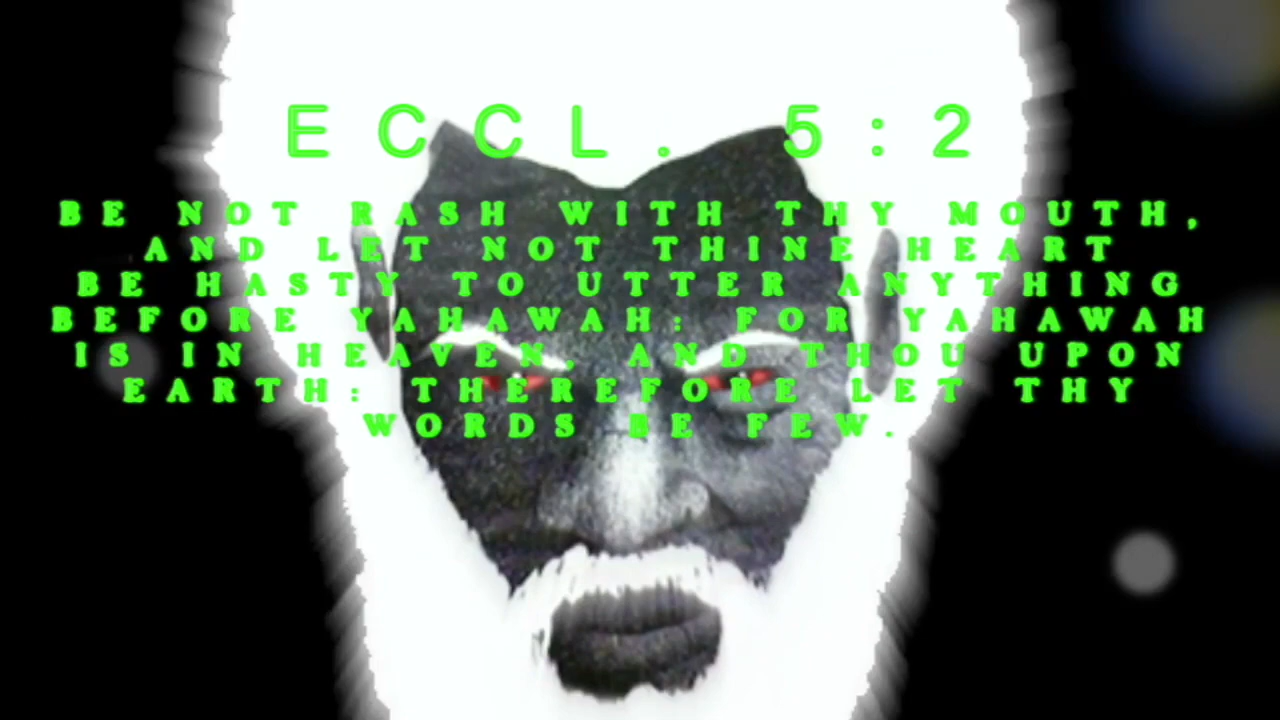 ECCL. 5:2
BE NOT RASH WITH THY MOUTH,
AND LET NOT THINE HEART
BE HASTY TO UTTER ANYTHING
BEFORE YAHAWAH: FOR YAHAWAH
IS IN HEAVEN, AND THOU UPON
EARTH: THEREFORE LET THY
WORDS BE FEW.